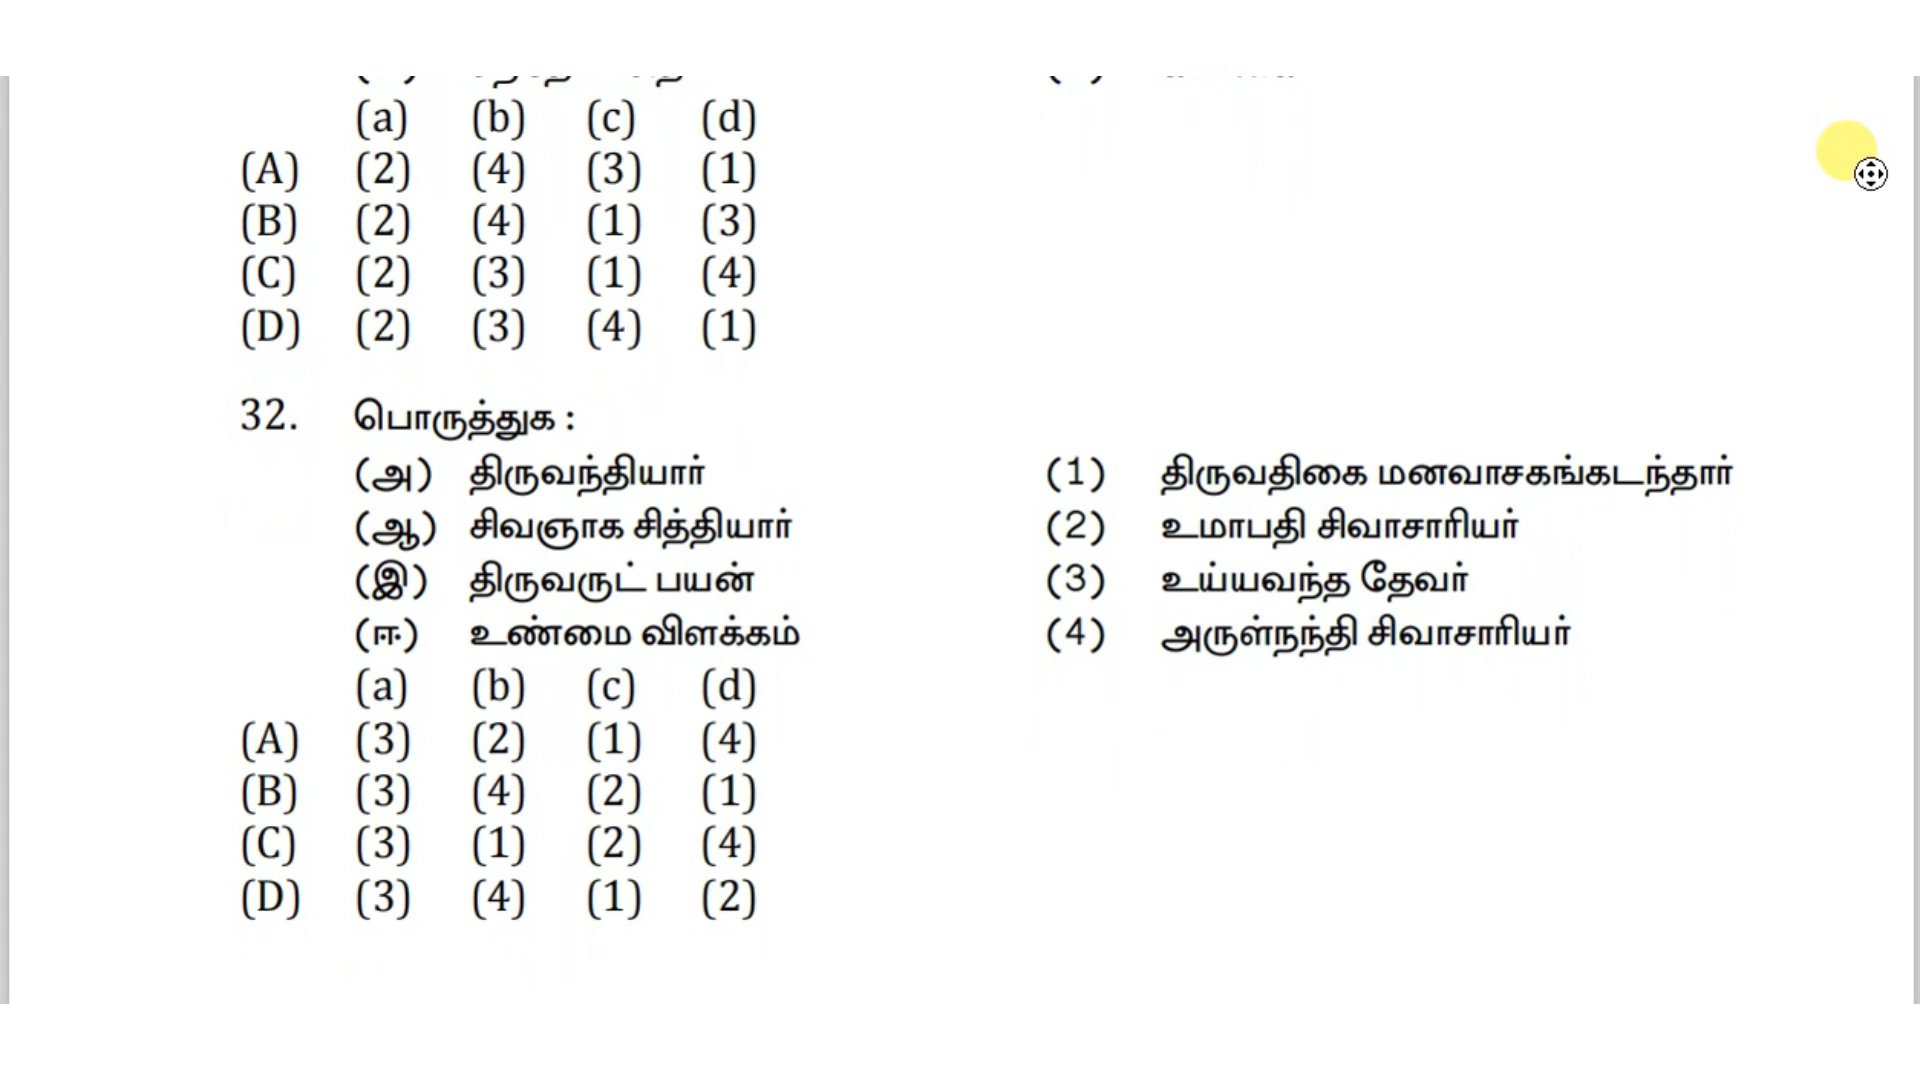 (a) (b) (c) (d)
(A) (2) (4) (3) (1)
(B) (2) (4) (1) (3)
(C) (2) (3) (1) (4)
(D) (2) (3) (4) (1)
32. பொருத்துக :
(அ) திருவந்தியார் (1) திருவதிகை மனவாசகங்கடந்தார்
(ஆ) சிவஞாக சித்தியார் (2) உமாபதி சிவாசாரியர்
(இ) திருவருட் பயன் (3) உய்யவந்த தேவர்
(ஈ) உண்மை விளக்கம் (4) அருள்நந்தி சிவாசாரியர்
(a) (b) (c) (d)
(A) (3) (2) (1) (4)
(B) (3) (4) (2) (1)
(C) (3) (1) (2) (4)
(D) (3) (4) (1) (2)